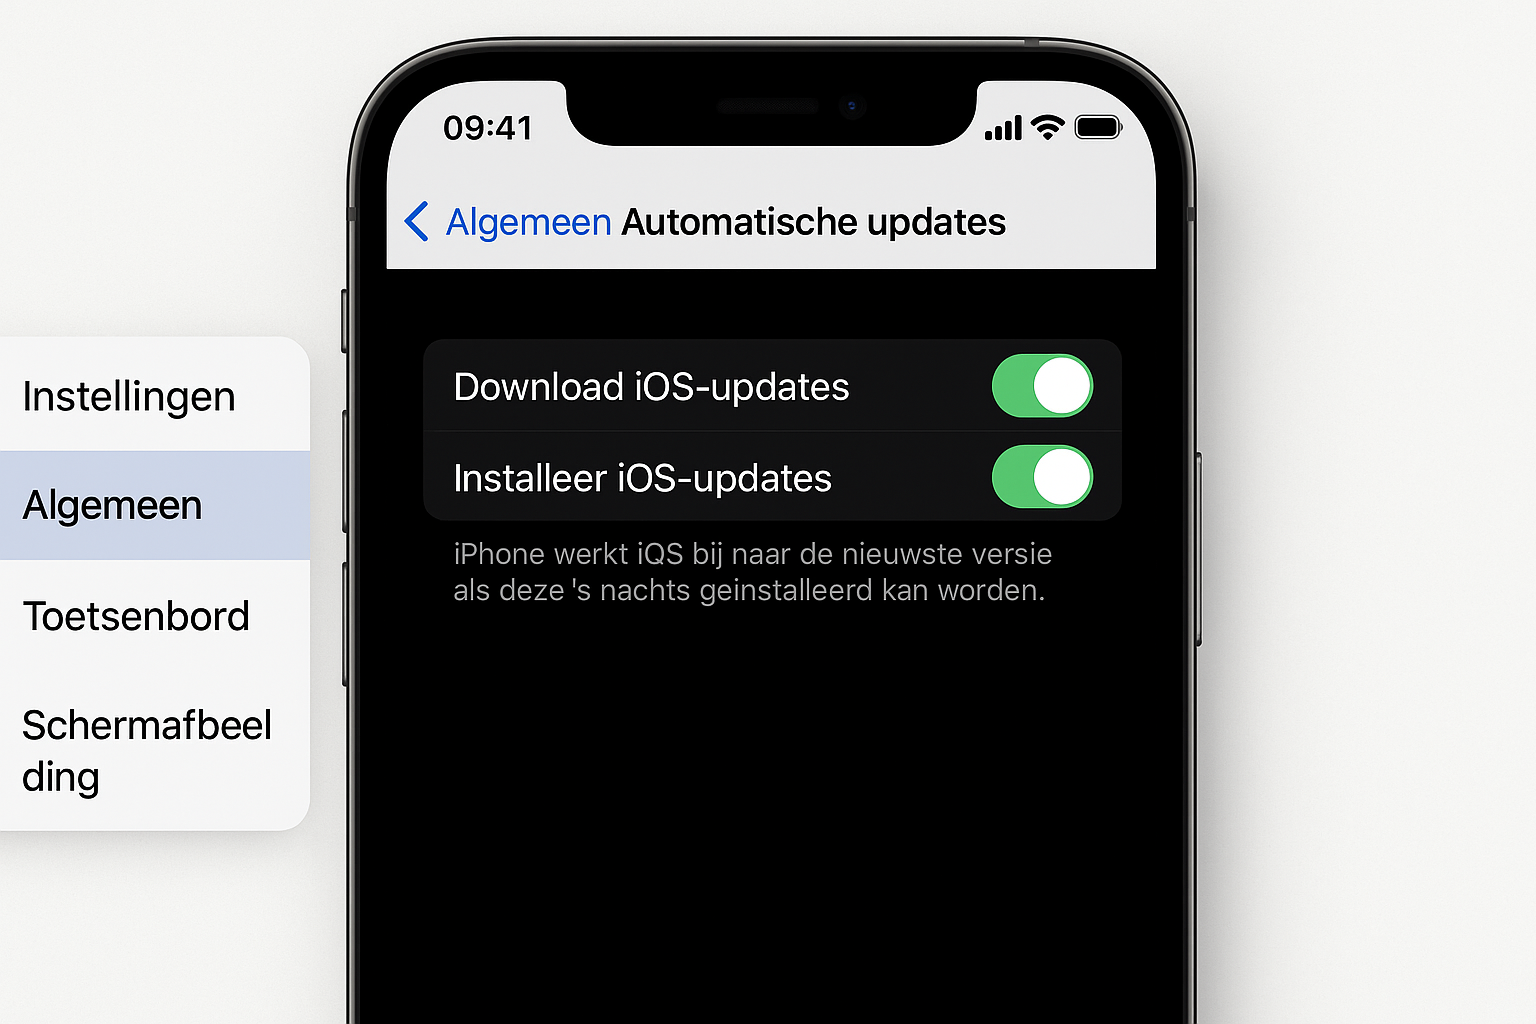 09:41
Algemeen Automatische updates
Instellingen
Algemeen
Toetsenbord
Schermafbeel
ding
Download iOS-updates
Installeer iOS-updates
iPhone werkt iQS bij naar de nieuwste versie
als deze 's nachts geinstalleerd kan worden.